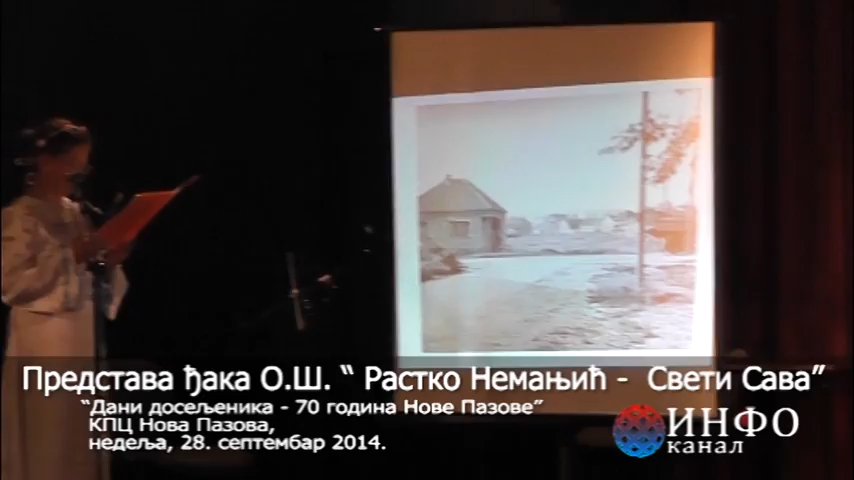 Представа ђака О.Ш. “ Растко Немањић - Свети Сава”
“Дани досељеника - 70 година Нове Пазове”
КПЦ Нова Пазова,
недеља, 28. септембар 2014.
ИНФО
канал